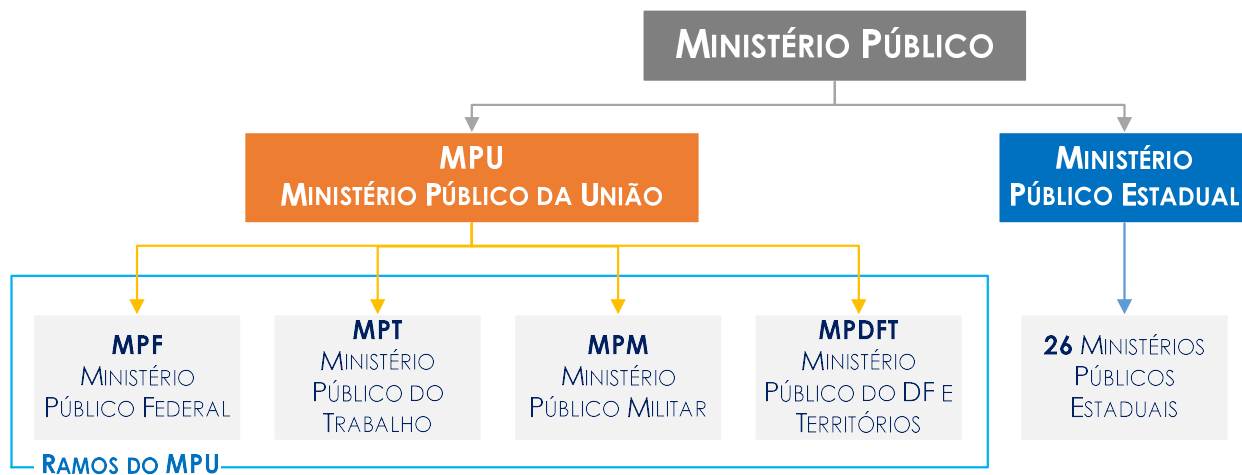 MINISTÉRIO PÚBLICO
MPU
MINISTÉRIO PÚBLICO DA UNIÃO
MINISTÉRIO
PÚBLICO ESTADUAL
MPF
MINISTÉRIO
PÚBLICO FEDERAL
MPT
MINISTÉRIO
PÚBLICO DO
TRABALHO
MPM
MINISTÉRIO
PÚBLICO MILITAR
MPDFT
MINISTÉRIO
PÚBLICO DO DF E
TERRITÓRIOS
26 MINISTÉRIOS
PÚBLICOS
ESTADUAIS
RAMOS DO MPU